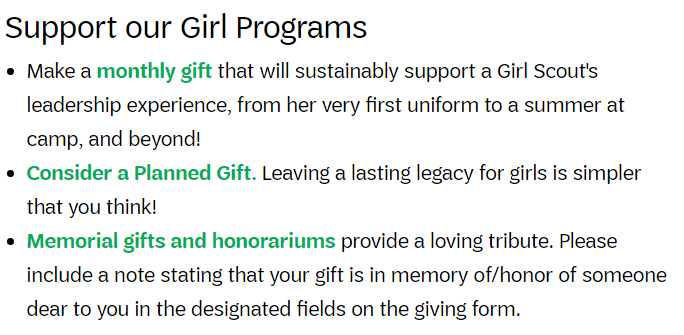 Support our Girl Programs
• Make a monthly gift that will sustainably support a Girl Scout's
leadership experience, from her very first uniform to a summer at
camp, and beyond!
• Consider a Planned Gift. Leaving a lasting legacy for girls is simpler
that you think!
• Memorial gifts and honorariums provide a loving tribute. Please
include a note stating that your gift is in memory of/honor of someone
dear to you in the designated fields on the giving form.